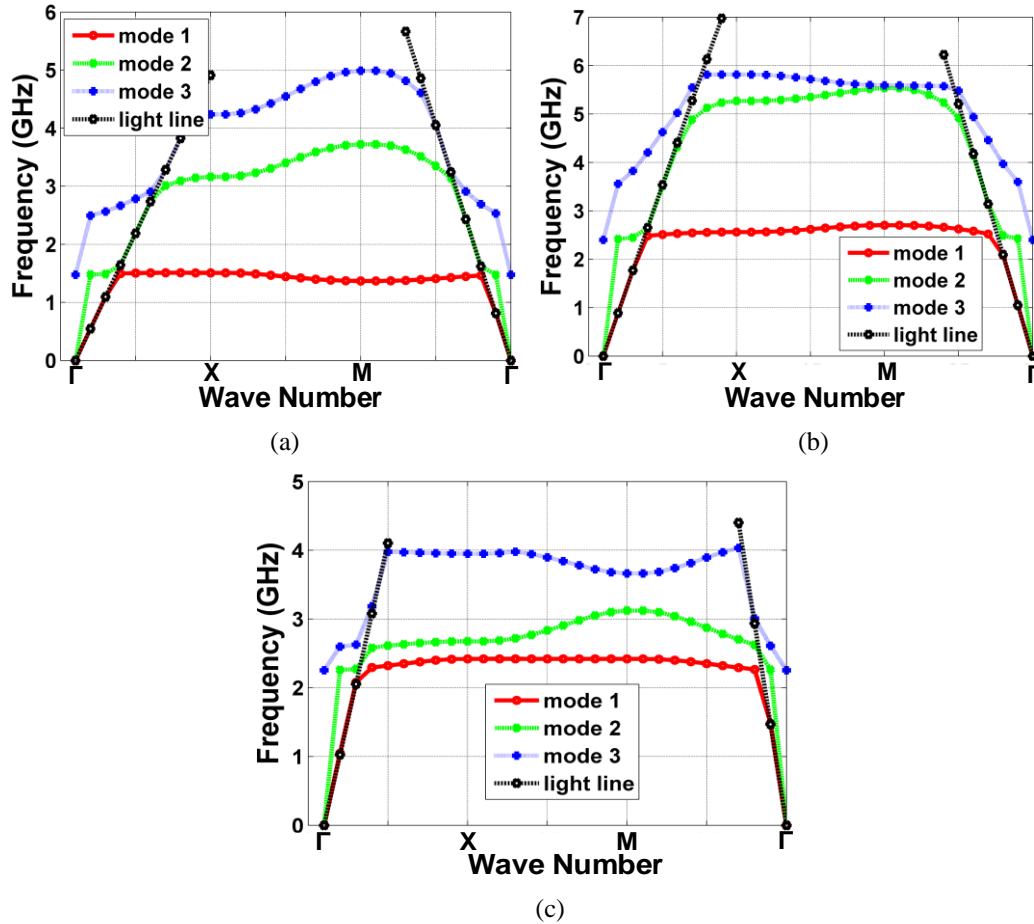 6
5
4
3
2
1
0
Frequency (GHz)
mode 1
mode 2
mode 3
light line
Γ X M Γ
Wave Number
(a)
7
6
5
4
3
2
1
0
Frequency (GHz)
mode 1
mode 2
mode 3
light line
Γ X M Γ
Wave Number
(b)
5
4
3
2
1
0
Frequency (GHz)
mode 1
mode 2
mode 3
light line
Γ X M Γ
Wave Number
(c)